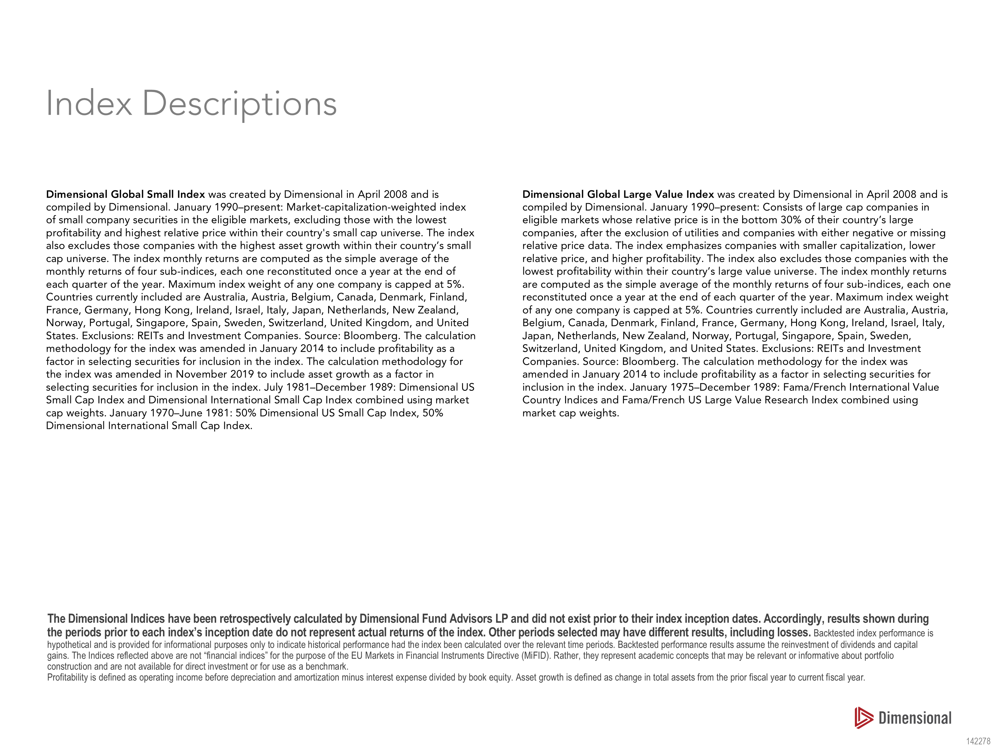 Index Descriptions
Dimensional Global Small Index was created by Dimensional in April 2008 and is
compiled by Dimensional. January 1990–present: Market-capitalization-weighted index
of small company securities in the eligible markets, excluding those with the lowest
profitability and highest relative price within their country's small cap universe. The index
also excludes those companies with the highest asset growth within their country’s small
cap universe. The index monthly returns are computed as the simple average of the
monthly returns of four sub-indices, each one reconstituted once a year at the end of
each quarter of the year. Maximum index weight of any one company is capped at 5%.
Countries currently included are Australia, Austria, Belgium, Canada, Denmark, Finland,
France, Germany, Hong Kong, Ireland, Israel, Italy, Japan, Netherlands, New Zealand,
Norway, Portugal, Singapore, Spain, Sweden, Switzerland, United Kingdom, and United
States. Exclusions: REITs and Investment Companies. Source: Bloomberg. The calculation
methodology for the index was amended in January 2014 to include profitability as a
factor in selecting securities for inclusion in the index. The calculation methodology for
the index was amended in November 2019 to include asset growth as a factor in
selecting securities for inclusion in the index. July 1981–December 1989: Dimensional US
Small Cap Index and Dimensional International Small Cap Index combined using market
cap weights. January 1970–June 1981: 50% Dimensional US Small Cap Index, 50%
Dimensional International Small Cap Index.
Dimensional Global Large Value Index was created by Dimensional in April 2008 and is
compiled by Dimensional. January 1990–present: Consists of large cap companies in
eligible markets whose relative price is in the bottom 30% of their country’s large
companies, after the exclusion of utilities and companies with either negative or missing
relative price data. The index emphasizes companies with smaller capitalization, lower
relative price, and higher profitability. The index also excludes those companies with the
lowest profitability within their country’s large value universe. The index monthly returns
are computed as the simple average of the monthly returns of four sub-indices, each one
reconstituted once a year at the end of each quarter of the year. Maximum index weight
of any one company is capped at 5%. Countries currently included are Australia, Austria,
Belgium, Canada, Denmark, Finland, France, Germany, Hong Kong, Ireland, Israel, Italy,
Japan, Netherlands, New Zealand, Norway, Portugal, Singapore, Spain, Sweden,
Switzerland, United Kingdom, and United States. Exclusions: REITs and Investment
Companies. Source: Bloomberg. The calculation methodology for the index was
amended in January 2014 to include profitability as a factor in selecting securities for
inclusion in the index. January 1975–December 1989: Fama/French International Value
Country Indices and Fama/French US Large Value Research Index combined using
market cap weights.
The Dimensional Indices have been retrospectively calculated by Dimensional Fund Advisors LP and did not exist prior to their index inception dates. Accordingly, results shown during
the periods prior to each index’s inception date do not represent actual returns of the index. Other periods selected may have different results, including losses. Backtested index performance is
hypothetical and is provided for informational purposes only to indicate historical performance had the index been calculated over the relevant time periods. Backtested performance results assume the reinvestment of dividends and capital
gains. The Indices reflected above are not “financial indices” for the purpose of the EU Markets in Financial Instruments Directive (MiFID). Rather, they represent academic concepts that may be relevant or informative about portfolio
construction and are not available for direct investment or for use as a benchmark.
Profitability is defined as operating income before depreciation and amortization minus interest expense divided by book equity. Asset growth is defined as change in total assets from the prior fiscal year to current fiscal year.
Dimensional
142278